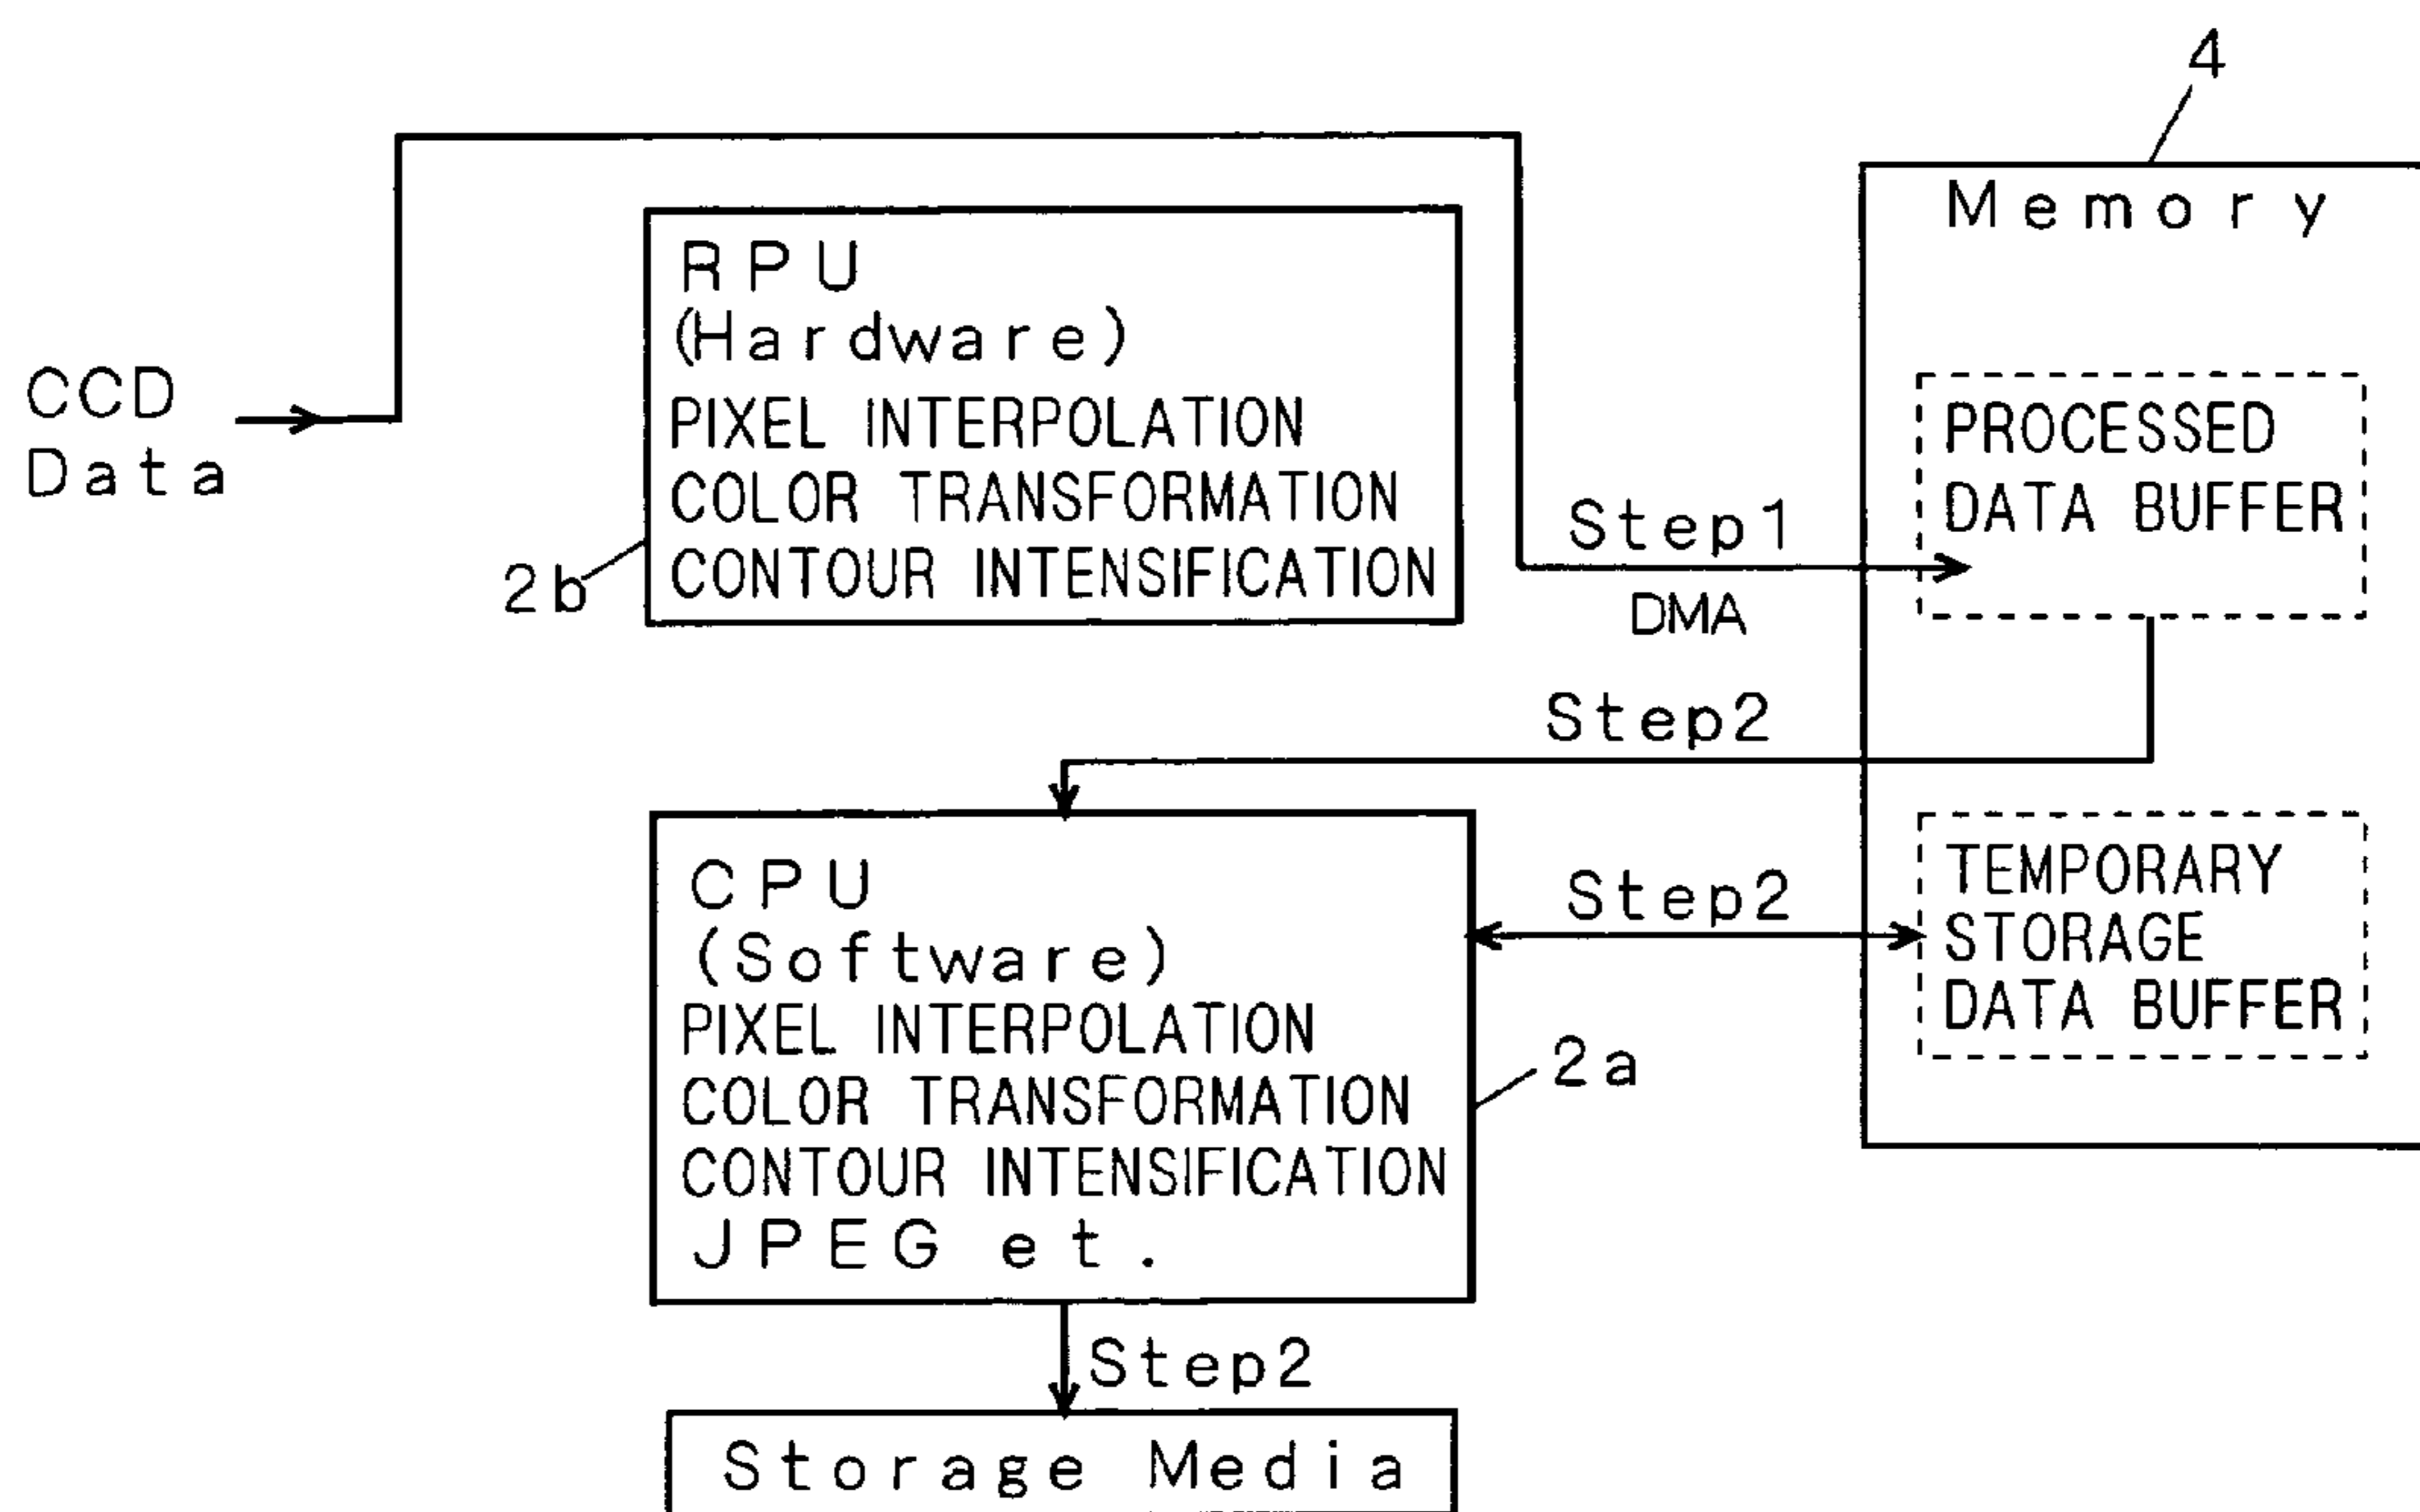 4
Memory
RPU
(Hardware)
PIXEL INTERPOLATION
COLOR TRANSFORMATION
CONTOUR INTENSIFICATION
2b
CCD
Data
PROCESSED
DATA BUFFER
Step1
DMA
Step2
CPU
(Software)
PIXEL INTERPOLATION
COLOR TRANSFORMATION
CONTOUR INTENSIFICATION
JPEG et.
2a
Step2
TEMPORARY
STORAGE
DATA BUFFER
Step2
Storage Media